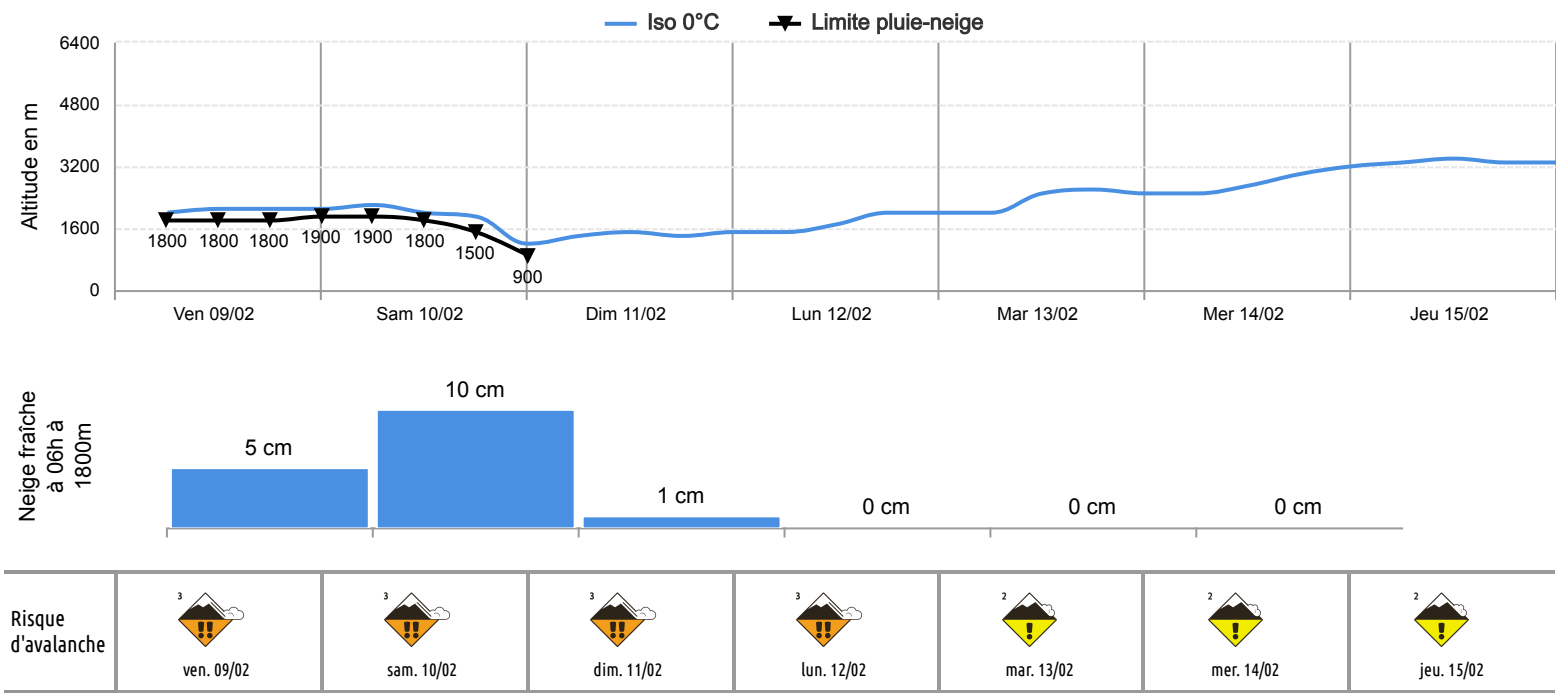 Iso 0°C Limite pluie-neige
6400
4800
3200
1600
0
Altitude en m
1800 1800 1800 1900 1900 1800 1500 900
Ven 09/02 Sam 10/02 Dim 11/02 Lun 12/02 Mar 13/02 Mer 14/02 Jeu 15/02
Neige fraîche
à 06h à
1800m
5 cm 10 cm 1 cm 0 cm 0 cm 0 cm
Risque
d'avalanche
3 3 3 3 2 2 2
!! !! !! !! ! ! !
ven. 09/02 sam. 10/02 dim. 11/02 lun. 12/02 mar. 13/02 mer. 14/02 jeu. 15/02